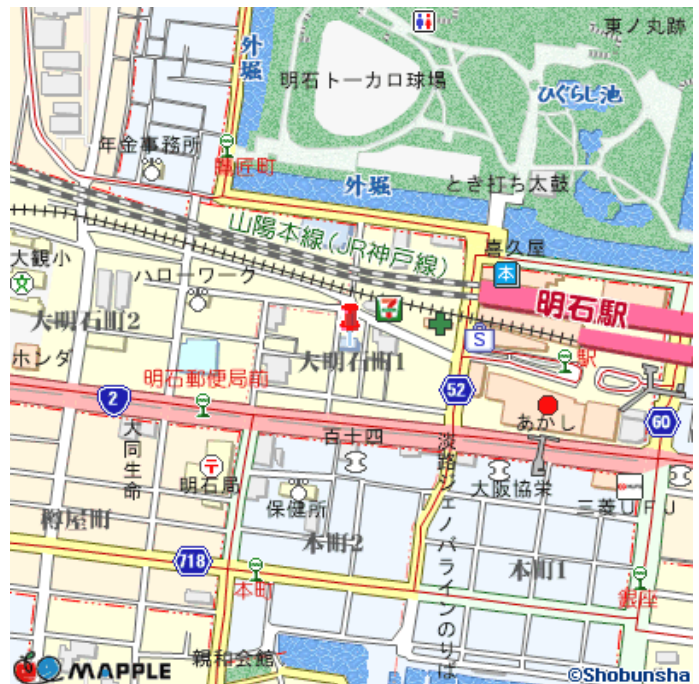 東ノ丸跡
外堀
明石トーカロ球場
ひぐらし池
年金事務所
鷹匠町
外堀
とき打ち太鼓
山陽本線(JR神戸線)
喜久屋
本
大観小
文
ハローワーク
明石駅
大明石町2
7
S
駅
ホンダ
大明石町1
明石郵便局前
2
52
あかし
60
大同生命
百十四
淡路ジェノバラインのりば
明石局
大阪協栄
保健所
三菱UFJ
樽屋町
本町2
718
本町
本町1
銀座
親和会館
MAPPLE
©Shobunsha